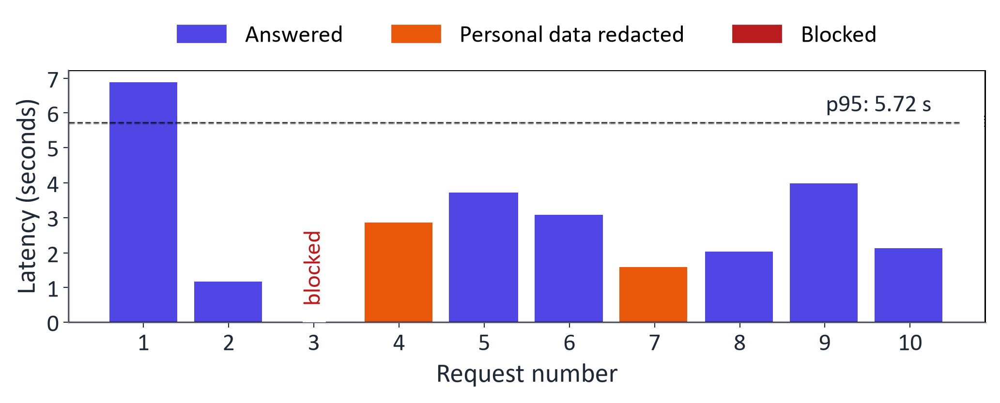 Answered Personal data redacted Blocked
Latency (seconds)
7
6
5
4
3
2
1
0
p95: 5.72 s
blocked
1 2 3 4 5 6 7 8 9 10
Request number